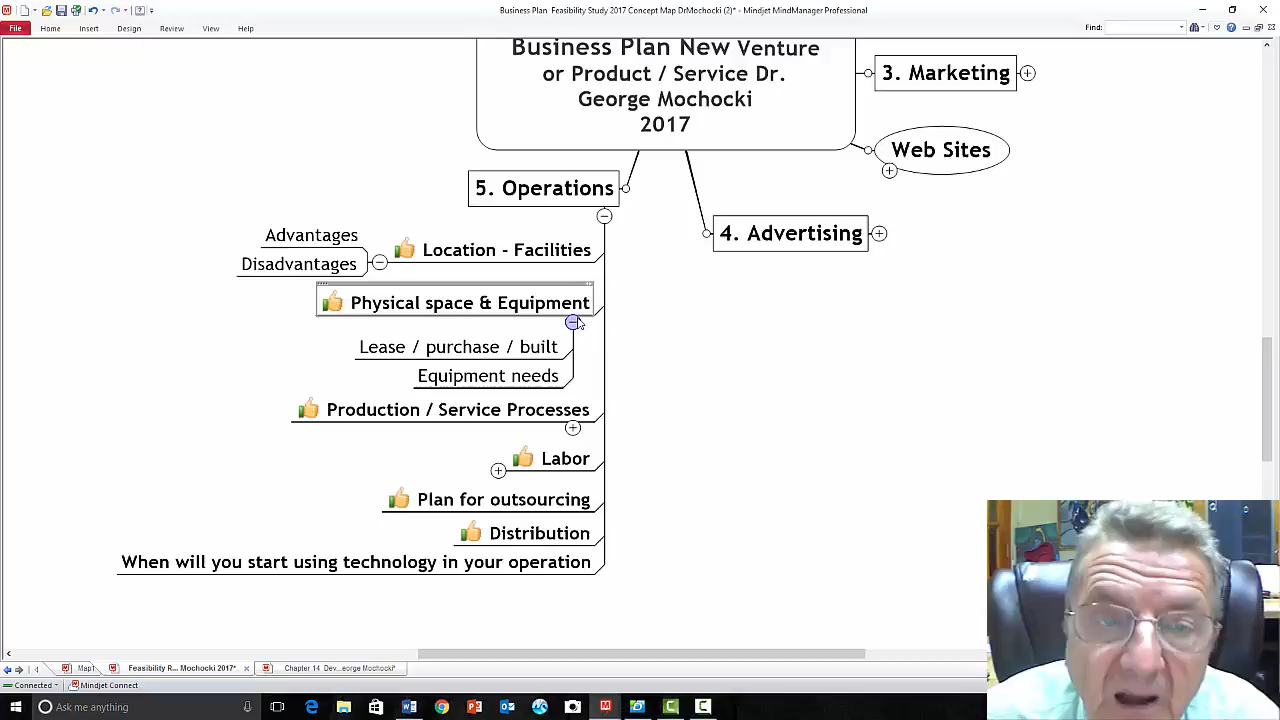 Business Plan Feasibility Study 2017 Concept Map DrMochocki (2)* - Mindjet MindManager Professional
File Home Insert Design Review View Help
Find:
Business Plan New Venture
or Product / Service Dr.
George Mochocki
2017
3. Marketing
Web Sites
4. Advertising
5. Operations
Location - Facilities
Advantages
Disadvantages
Physical space & Equipment
Lease / purchase / built
Equipment needs
Production / Service Processes
Labor
Plan for outsourcing
Distribution
When will you start using technology in your operation
Map1 Feasibility R... Mochocki 2017* Chapter 14 Dev...eorge Mochocki*
Connected Mindjet Connect
Ask me anything